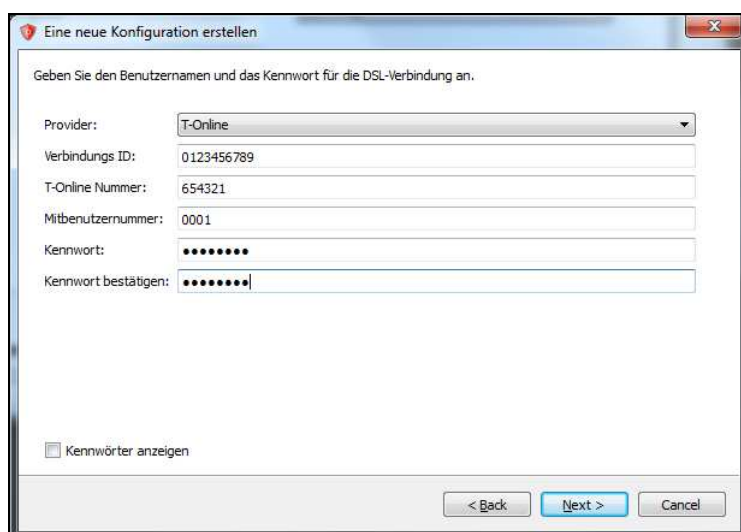 Eine neue Konfiguration erstellen
Geben Sie den Benutzernamen und das Kennwort für die DSL-Verbindung an.
Provider: T-Online
Verbindungs ID: 0123456789
T-Online Nummer: 654321
Mitbenutzernummer: 0001
Kennwort: ●●●●●●●●
Kennwort bestätigen: ●●●●●●●●
Kennwörter anzeigen
< Back Next > Cancel